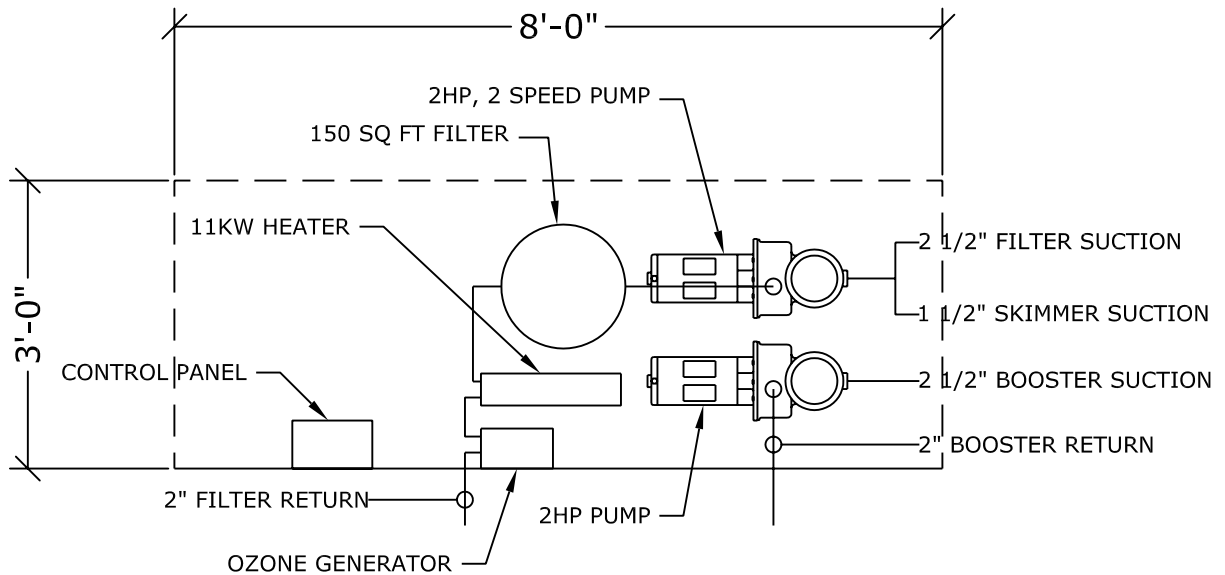 8'-0"
2HP, 2 SPEED PUMP
150 SQ FT FILTER
11KW HEATER
2 1/2" FILTER SUCTION
1 1/2" SKIMMER SUCTION
3'-0"
CONTROL PANEL
2 1/2" BOOSTER SUCTION
2" BOOSTER RETURN
2" FILTER RETURN
2HP PUMP
OZONE GENERATOR